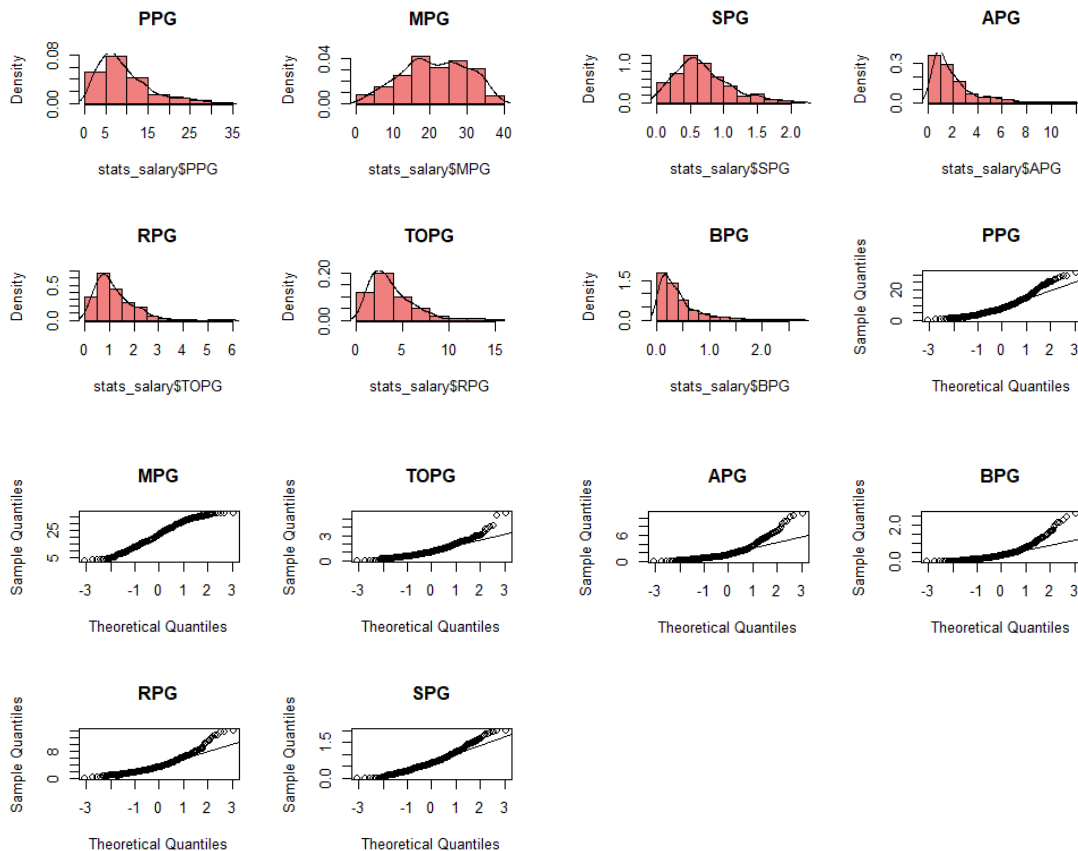 PPG
Density
0.00 0.08
0 5 15 25 35
stats_salary$PPG
MPG
Density
0.00 0.04
0 10 20 30 40
stats_salary$MPG
SPG
Density
0.0 1.0
0.0 0.5 1.0 1.5 2.0
stats_salary$SPG
APG
Density
0.0 0.3
0 2 4 6 8 10
stats_salary$APG
RPG
Density
0.0 0.5
0 1 2 3 4 5 6
stats_salary$TOPG
TOPG
Density
0.00 0.20
0 5 10 15
stats_salary$RPG
BPG
Density
0.0 1.5
0.0 1.0 2.0
stats_salary$BPG
PPG
Sample Quantiles
0 20
-3 -2 -1 0 1 2 3
Theoretical Quantiles
MPG
Sample Quantiles
5 25
-3 -2 -1 0 1 2 3
Theoretical Quantiles
TOPG
Sample Quantiles
0 3
-3 -2 -1 0 1 2 3
Theoretical Quantiles
APG
Sample Quantiles
0 6
-3 -2 -1 0 1 2 3
Theoretical Quantiles
BPG
Sample Quantiles
0.0 2.0
-3 -2 -1 0 1 2 3
Theoretical Quantiles
RPG
Sample Quantiles
0 8
-3 -2 -1 0 1 2 3
Theoretical Quantiles
SPG
Sample Quantiles
0.0 1.5
-3 -2 -1 0 1 2 3
Theoretical Quantiles